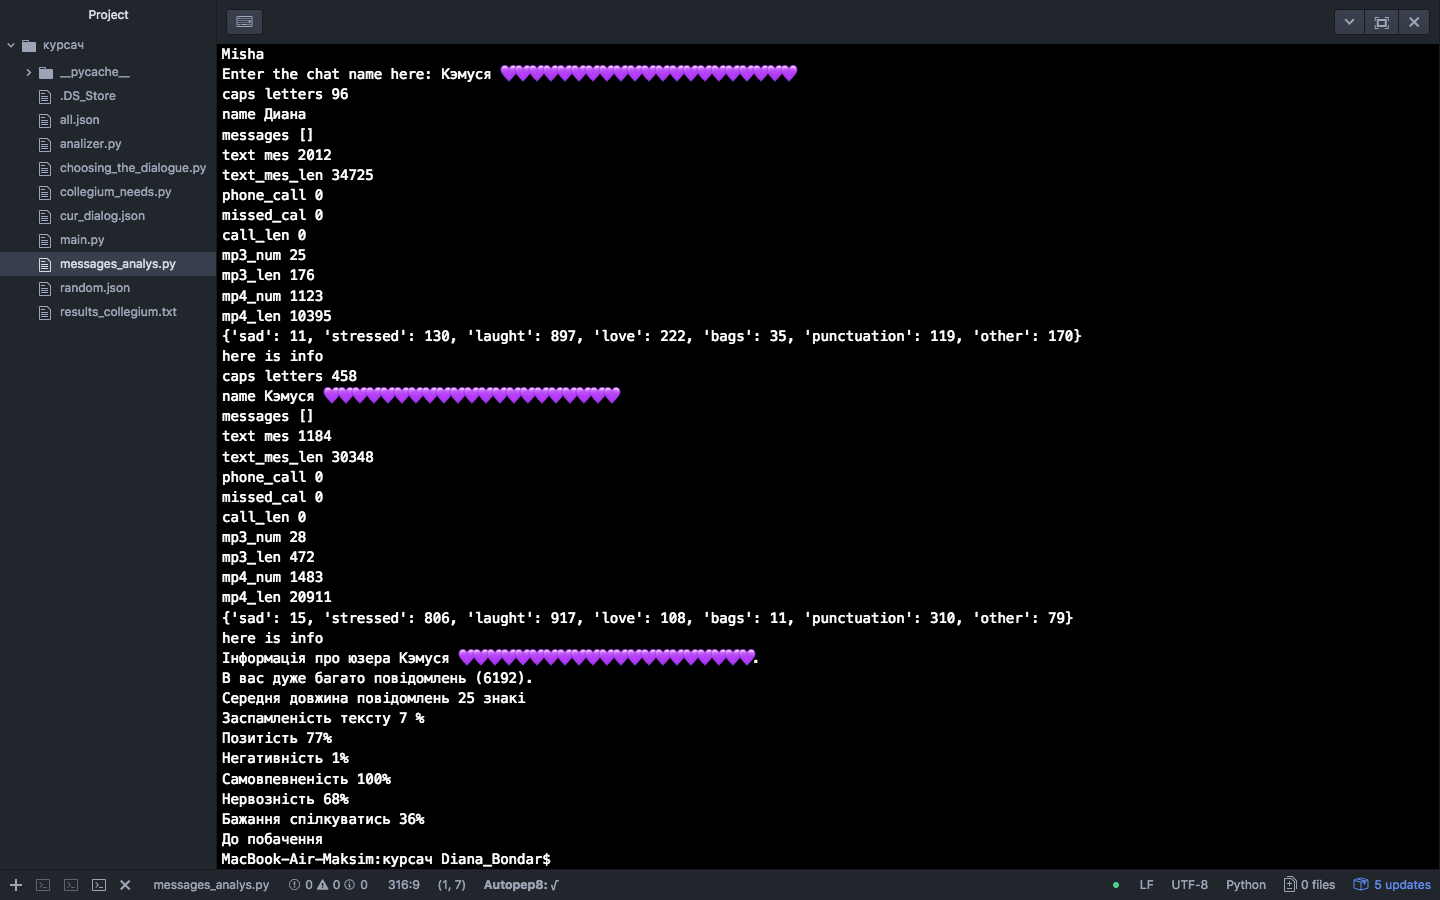 Project
курсач
__pycache__
.DS_Store
all.json
analizer.py
choosing_the_dialogue.py
collegium_needs.py
cur_dialog.json
main.py
messages_analys.py
random.json
results_collegium.txt
Misha
Enter the chat name here: Кэмуся 💜💜💜💜💜💜💜💜💜💜💜💜💜💜💜💜💜💜💜💜💜
caps letters 96
name Диана
messages []
text mes 2012
text_mes_len 34725
phone_call 0
missed_cal 0
call_len 0
mp3_num 25
mp3_len 176
mp4_num 1123
mp4_len 10395
{'sad': 11, 'stressed': 130, 'laught': 897, 'love': 222, 'bags': 35, 'punctuation': 119, 'other': 170}
here is info
caps letters 458
name Кэмуся 💜💜💜💜💜💜💜💜💜💜💜💜💜💜💜💜💜💜💜💜💜
messages []
text mes 1184
text_mes_len 30348
phone_call 0
missed_cal 0
call_len 0
mp3_num 28
mp3_len 472
mp4_num 1483
mp4_len 20911
{'sad': 15, 'stressed': 806, 'laught': 917, 'love': 108, 'bags': 11, 'punctuation': 310, 'other': 79}
here is info
Інформація про юзера Кэмуся 💜💜💜💜💜💜💜💜💜💜💜💜💜💜💜💜💜💜💜💜💜.
В вас дуже багато повідомлень (6192).
Середня довжина повідомлень 25 знакі
Заспамленість тексту 7 %
Позитість 77%
Негативність 1%
Самовпевненість 100%
Нервозність 68%
Бажання спілкуватись 36%
До побачення
MacBook-Air-Maksim:курсач Diana_Bondar$
messages_analys.py 0 0 0 316:9 (1, 7) Autopep8: √ LF UTF-8 Python 0 files 5 updates